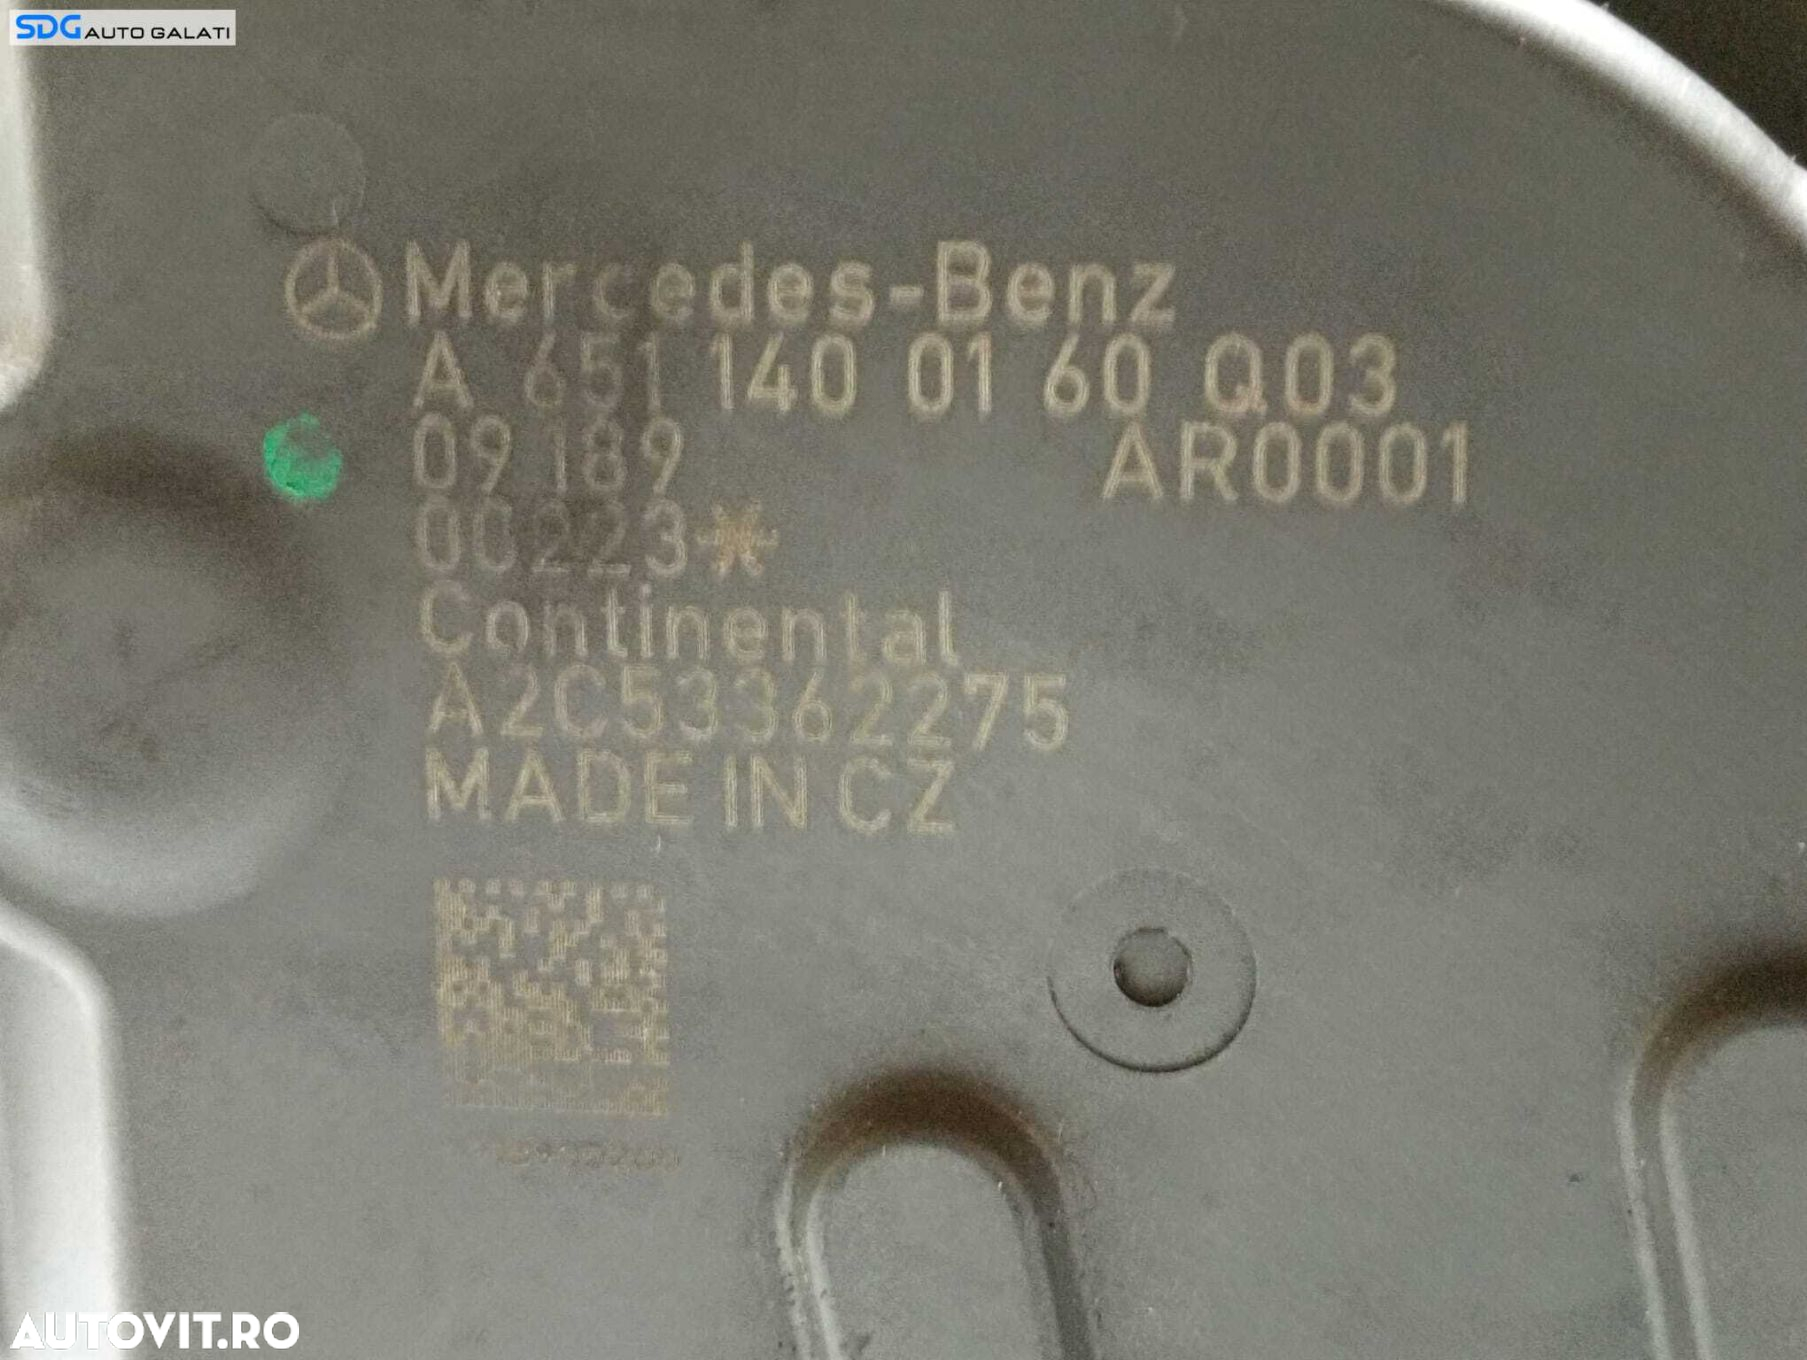 SDG AUTO GALATI
Mercedes-Benz
A 651 140 01 60 Q03
09 189 AR0001
00223*
Continental
A2C53362275
MADE IN CZ
AUTOVIT.RO